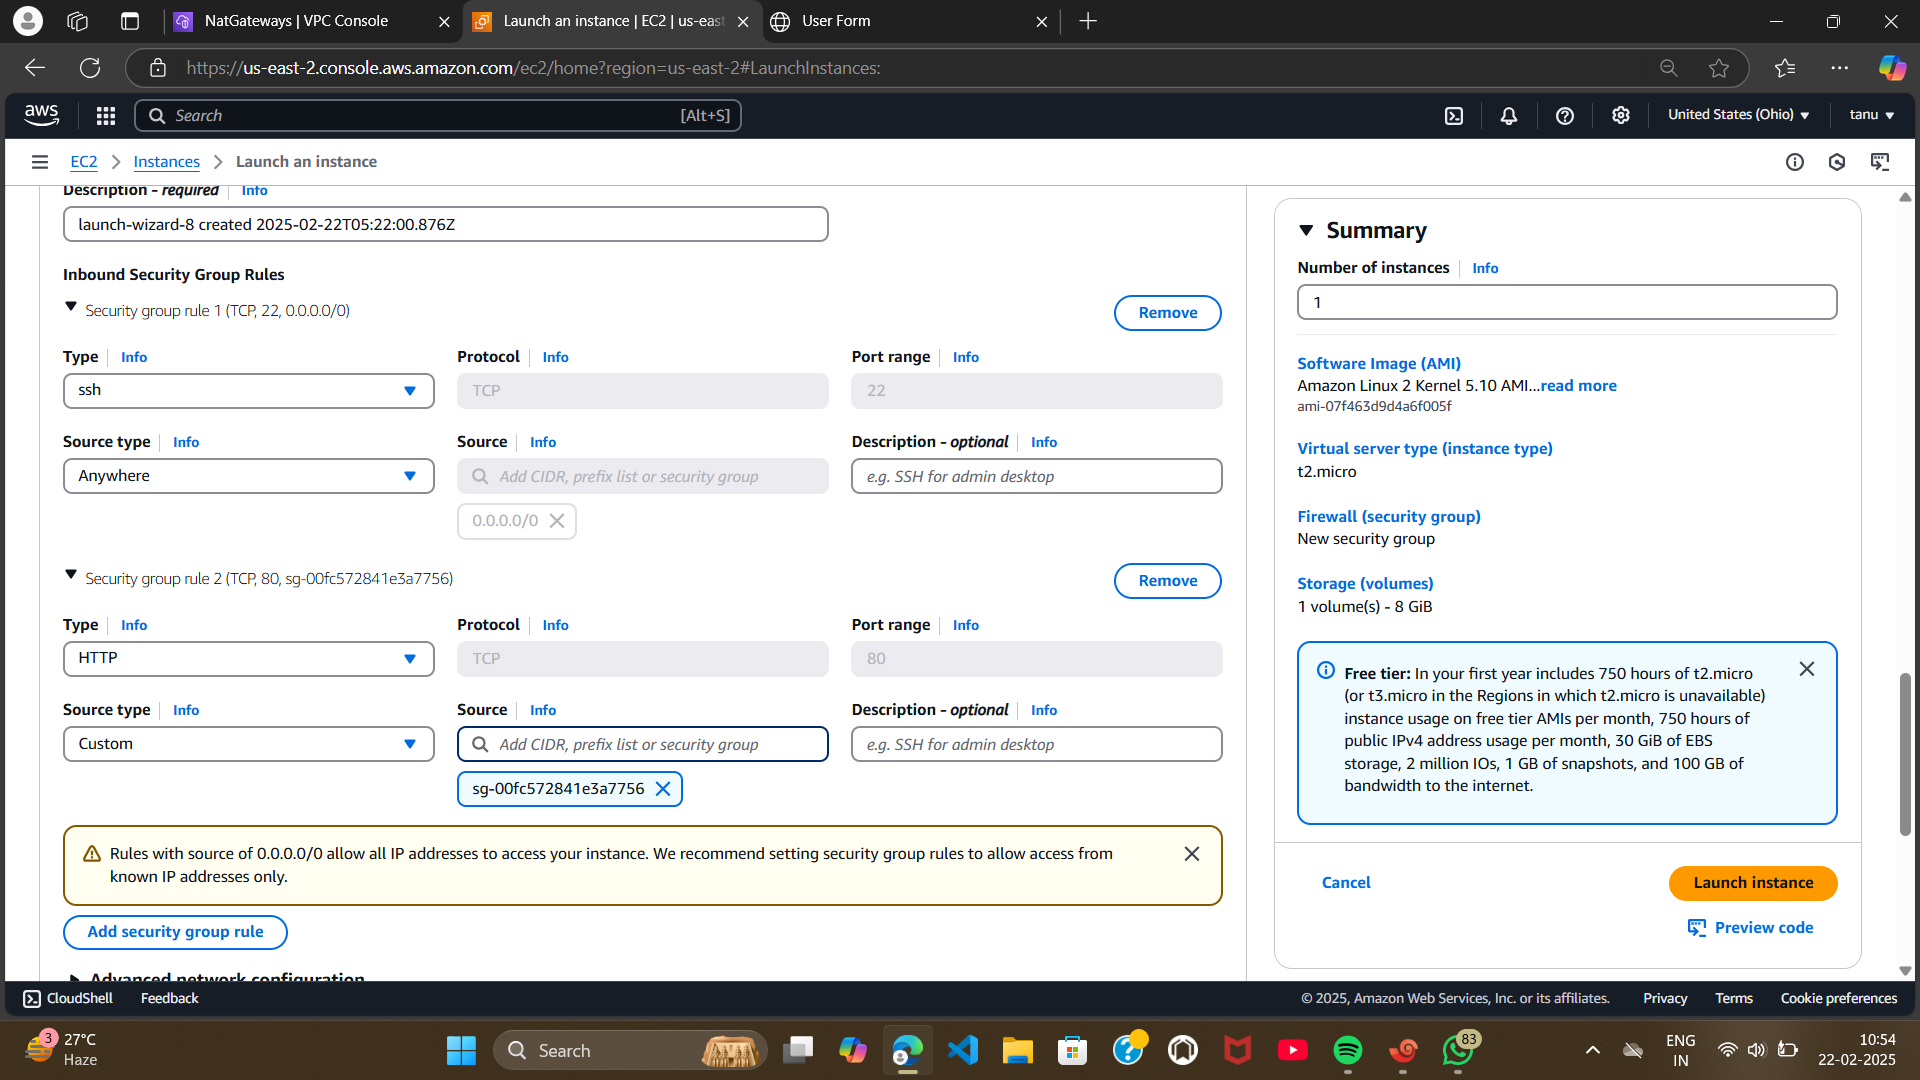 NatGateways | VPC Console
Launch an instance | EC2 | us-east
User Form
https://us-east-2.console.aws.amazon.com/ec2/home?region=us-east-2#LaunchInstances:
aws
Search
[Alt+S]
United States (Ohio)
tanu
EC2
Instances
Launch an instance
Description - required
Info
launch-wizard-8 created 2025-02-22T05:22:00.876Z
Inbound Security Group Rules
Security group rule 1 (TCP, 22, 0.0.0.0/0)
Remove
Type
Info
Protocol
Info
Port range
Info
ssh
TCP
22
Source type
Info
Source
Info
Description - optional
Info
Anywhere
Add CIDR, prefix list or security group
e.g. SSH for admin desktop
0.0.0.0/0
Security group rule 2 (TCP, 80, sg-00fc572841e3a7756)
Remove
Type
Info
Protocol
Info
Port range
Info
HTTP
TCP
80
Source type
Info
Source
Info
Description - optional
Info
Custom
Add CIDR, prefix list or security group
e.g. SSH for admin desktop
sg-00fc572841e3a7756
Rules with source of 0.0.0.0/0 allow all IP addresses to access your instance. We recommend setting security group rules to allow access from
known IP addresses only.
Add security group rule
Advanced network configuration
Summary
Number of instances
Info
1
Software Image (AMI)
Amazon Linux 2 Kernel 5.10 AMI...read more
ami-07f463d9d4a6f005f
Virtual server type (instance type)
t2.micro
Firewall (security group)
New security group
Storage (volumes)
1 volume(s) - 8 GiB
Free tier: In your first year includes 750 hours of t2.micro
(or t3.micro in the Regions in which t2.micro is unavailable)
instance usage on free tier AMIs per month, 750 hours of
public IPv4 address usage per month, 30 GiB of EBS
storage, 2 million IOs, 1 GB of snapshots, and 100 GB of
bandwidth to the internet.
Cancel
Launch instance
Preview code
CloudShell
Feedback
© 2025, Amazon Web Services, Inc. or its affiliates.
Privacy
Terms
Cookie preferences
3
27°C
Haze
Search
83
ENG
IN
10:54
22-02-2025